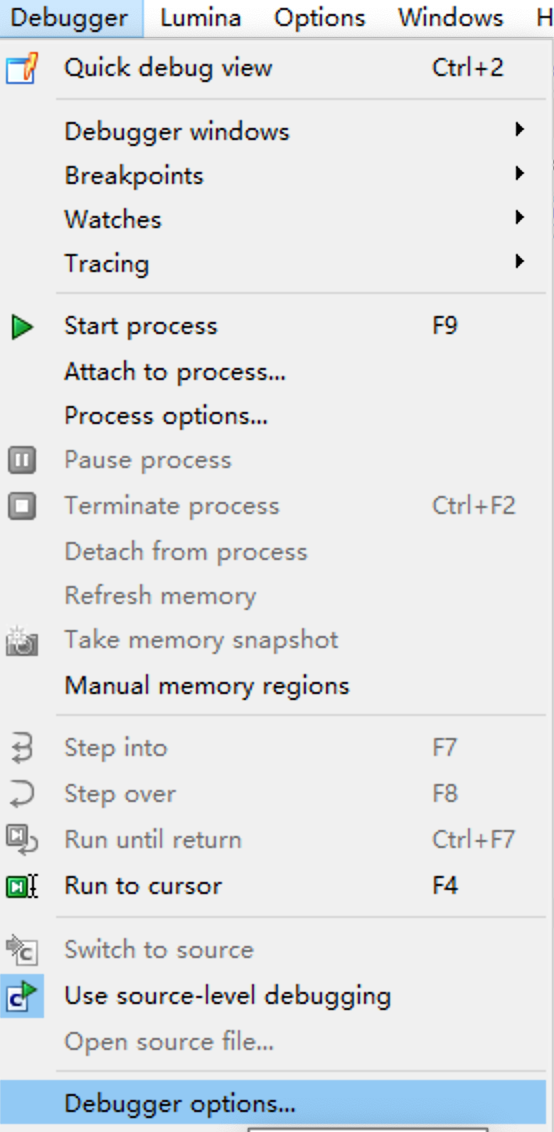 Debugger Lumina Options Windows H
Quick debug view Ctrl+2
Debugger windows
Breakpoints
Watches
Tracing
Start process F9
Attach to process...
Process options...
Pause process
Terminate process Ctrl+F2
Detach from process
Refresh memory
Take memory snapshot
Manual memory regions
Step into F7
Step over F8
Run until return Ctrl+F7
Run to cursor F4
Switch to source
Use source-level debugging
Open source file...
Debugger options...